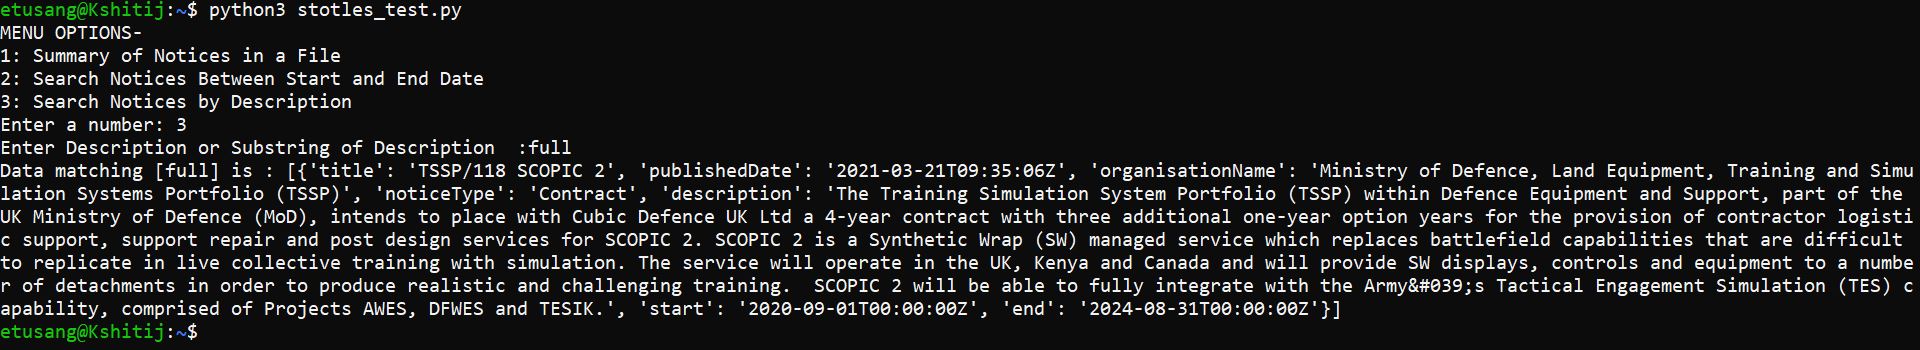 etusang@Kshitij:~$ python3 stotles_test.py
MENU OPTIONS-
1: Summary of Notices in a File
2: Search Notices Between Start and End Date
3: Search Notices by Description
Enter a number: 3
Enter Description or Substring of Description  :full
Data matching [full] is : [{'title': 'TSSP/118 SCOPIC 2', 'publishedDate': '2021-03-21T09:35:06Z', 'organisationName': 'Ministry of Defence, Land Equipment, Training and Simu
lation Systems Portfolio (TSSP)', 'noticeType': 'Contract', 'description': 'The Training Simulation System Portfolio (TSSP) within Defence Equipment and Support, part of the
UK Ministry of Defence (MoD), intends to place with Cubic Defence UK Ltd a 4-year contract with three additional one-year option years for the provision of contractor logisti
c support, support repair and post design services for SCOPIC 2. SCOPIC 2 is a Synthetic Wrap (SW) managed service which replaces battlefield capabilities that are difficult
to replicate in live collective training with simulation. The service will operate in the UK, Kenya and Canada and will provide SW displays, controls and equipment to a numbe
r of detachments in order to produce realistic and challenging training.  SCOPIC 2 will be able to fully integrate with the Army&#039;s Tactical Engagement Simulation (TES) c
apability, comprised of Projects AWES, DFWES and TESIK.', 'start': '2020-09-01T00:00:00Z', 'end': '2024-08-31T00:00:00Z'}]
etusang@Kshitij:~$